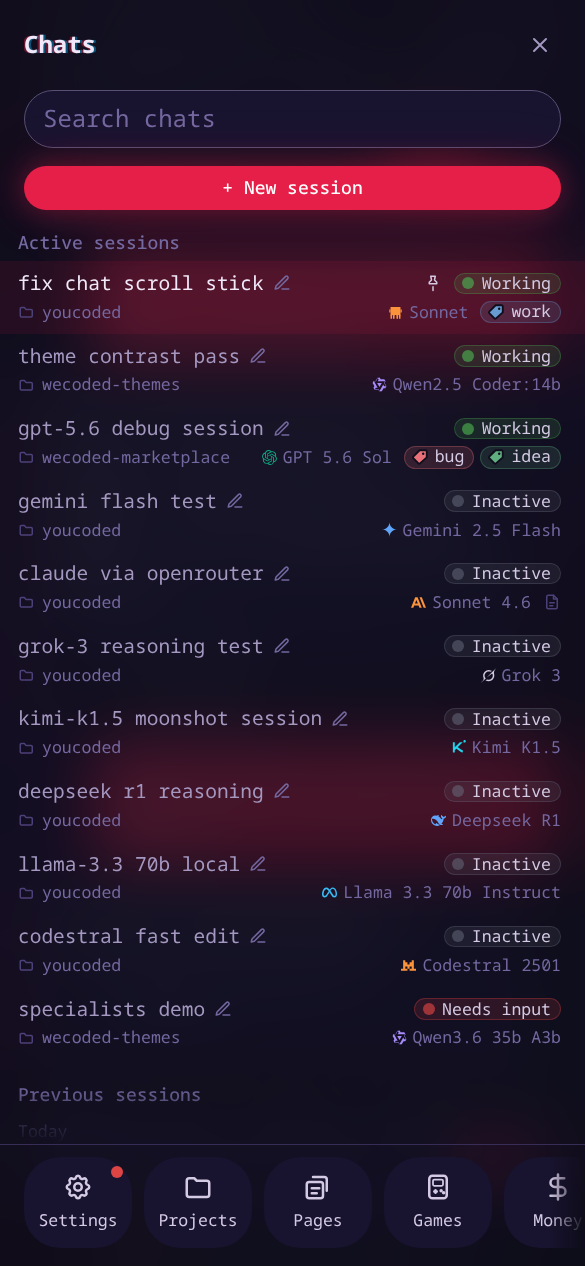 Chats
Search chats
+ New session
Active sessions
fix chat scroll stick Working
youcoded Sonnet work
theme contrast pass Working
wecoded-themes Qwen2.5 Coder:14b
gpt-5.6 debug session Working
wecoded-marketplace GPT 5.6 Sol bug idea
gemini flash test Inactive
youcoded Gemini 2.5 Flash
claude via openrouter Inactive
youcoded Sonnet 4.6
grok-3 reasoning test Inactive
youcoded Grok 3
kimi-k1.5 moonshot session Inactive
youcoded Kimi K1.5
deepseek r1 reasoning Inactive
youcoded Deepseek R1
llama-3.3 70b local Inactive
youcoded Llama 3.3 70b Instruct
codestral fast edit Inactive
youcoded Codestral 2501
specialists demo Needs input
wecoded-themes Qwen3.6 35b A3b
Previous sessions
Today
Settings Projects Pages Games Money